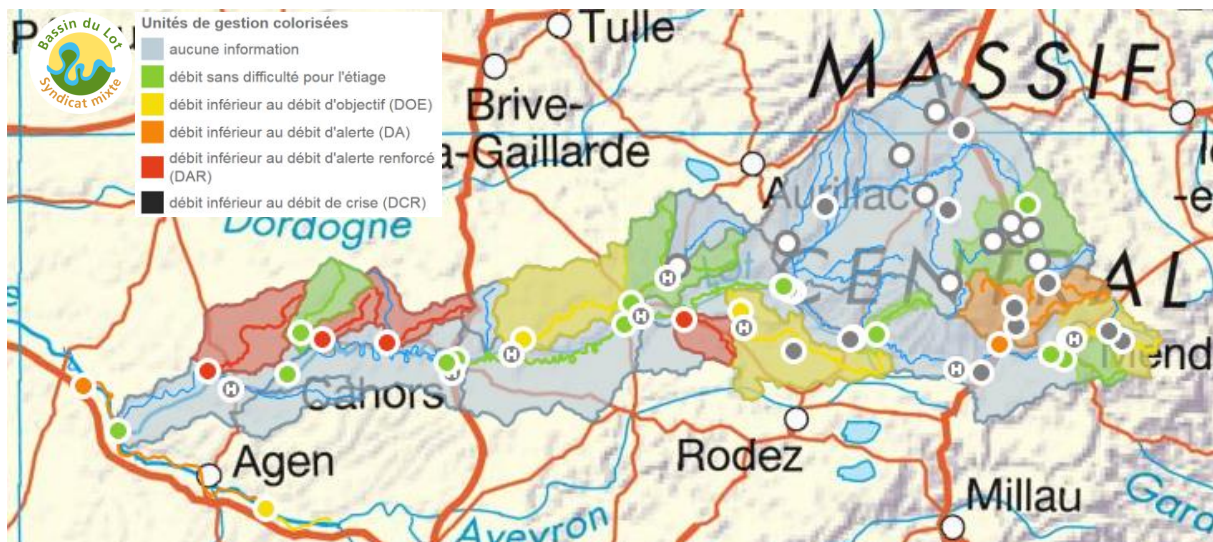 Bassin du Lot
Syndicat mixte
Unités de gestion colorisées
aucune information
débit sans difficulté pour l'étiage
débit inférieur au débit d'objectif (DOE)
débit inférieur au débit d'alerte (DA)
débit inférieur au débit d'alerte renforcé
(DAR)
débit inférieur au débit de crise (DCR)
Tulle
MASSIF
Brive-
a-Gaillarde
Aurillac
-e
Dordogne
CENTRAL
H
H
H
H
H
H
H
H
Mend
Cahors
Rodez
Agen
Millau
Gard
Aveyron